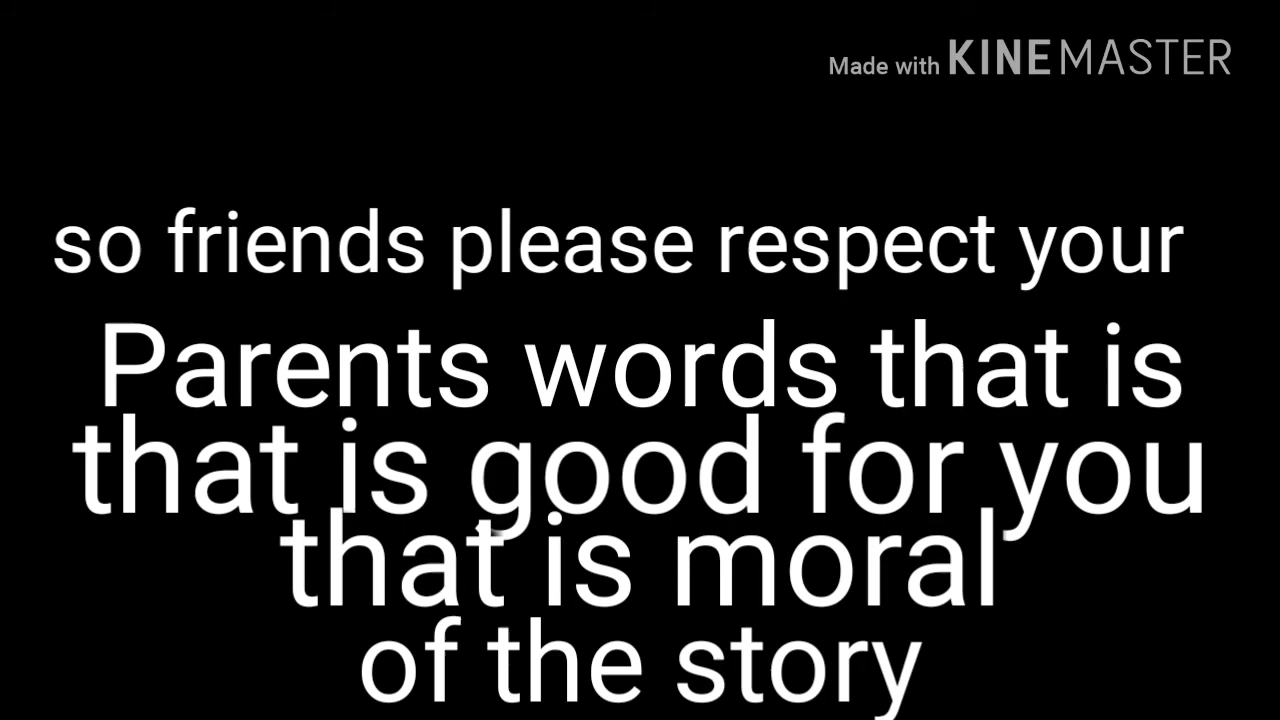 Made with KINEMASTER
so friends please respect your
Parents words that is
that is good for you
that is moral
of the story